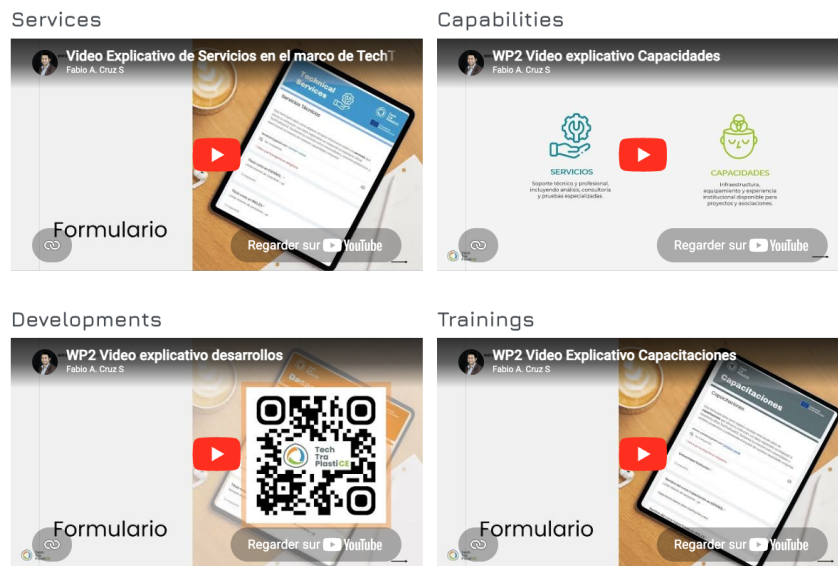 Services
Capabilities
Video Explicativo de Servicios en el marco de TechT
Fabio A. Cruz S
Technical
Services
Servicios Técnicos
Formulario
Regarder sur YouTube
WP2 Video explicativo Capacidades
Fabio A. Cruz S
SERVICIOS
Soporte técnico y profesional,
incluyendo análisis, consultoría
y pruebas especializadas.
CAPACIDADES
Infraestructura,
equipamiento y experiencia
institucional disponible para
proyectos y asociaciones.
Regarder sur YouTube
Developments
Trainings
WP2 Video explicativo desarrollos
Fabio A. Cruz S
Tech
Tra
PlastiCE
Formulario
Regarder sur YouTube
WP2 Video Explicativo Capacitaciones
Fabio A. Cruz S
Capacitaciones
Capacitaciones
Formulario
Regarder sur YouTube